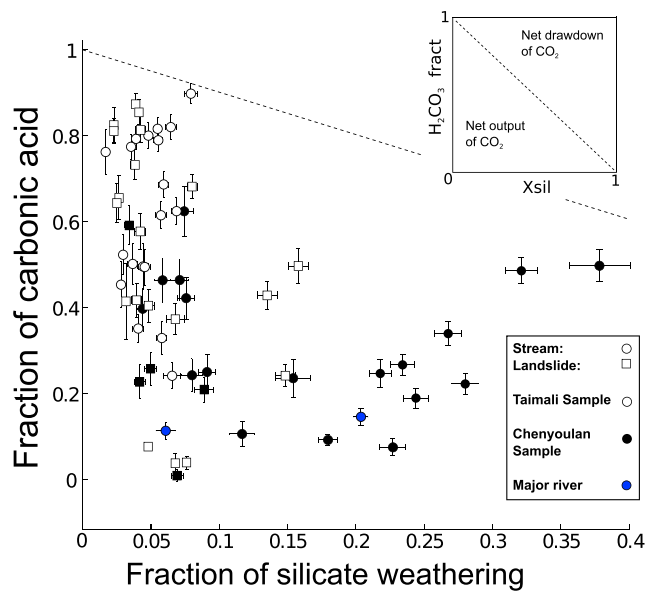 Fraction of carbonic acid
1
0.8
0.6
0.4
0.2
0
0
0.05
0.1
0.15
0.2
0.25
0.3
0.35
0.4
Fraction of silicate weathering
H₂CO₃ fract
1
0
1
Xsil
Net drawdown
of CO₂
Net output
of CO₂
Stream:
Landslide:
Taimali Sample
Chenyoulan
Sample
Major river